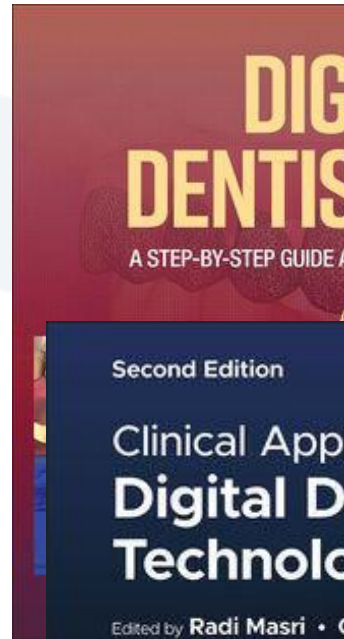 DIG
DENTIS
A STEP-BY-STEP GUIDE A
Second Edition
Clinical App
Digital D
Technolo
Edited by Radi Masri •